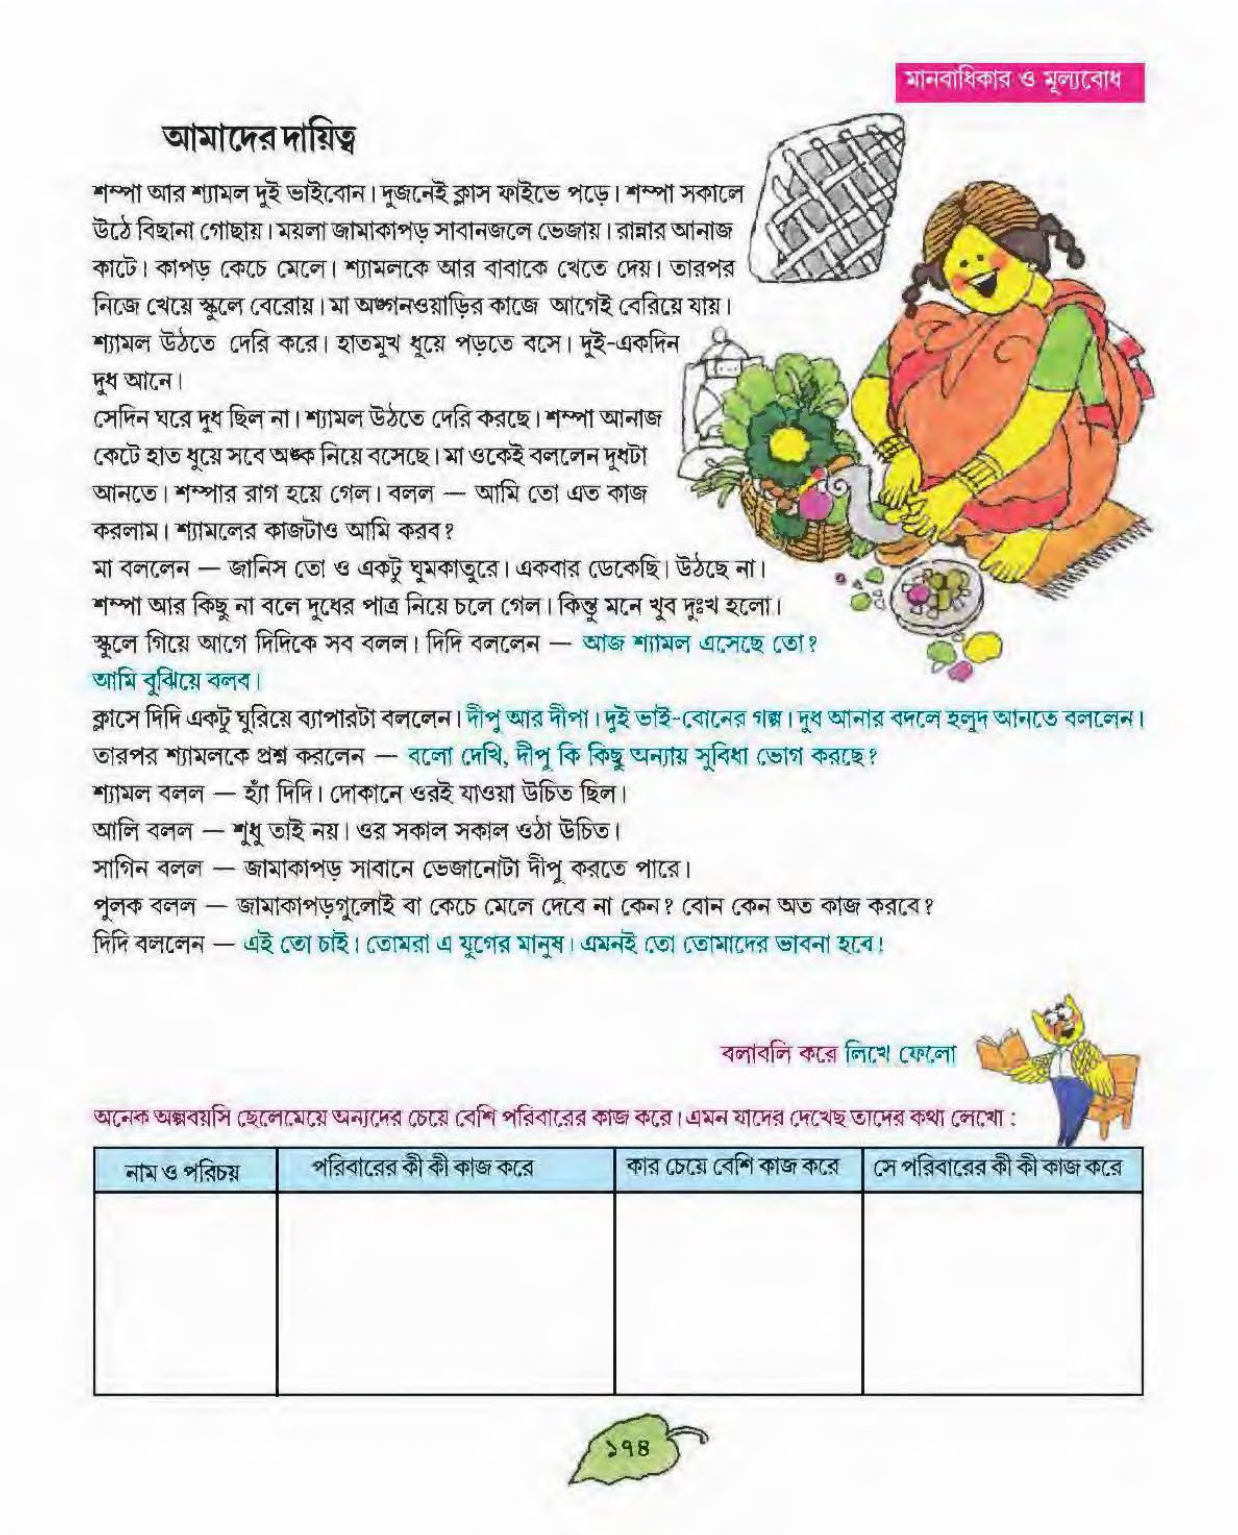 মানবাধিকার ও মূল্যবোধ
আমাদের দায়িত্ব
শম্পা আর শ্যামল দুই ভাইবোন। দুজনেই ক্লাস ফাইভে পড়ে। শম্পা সকালে
উঠে বিছানা গোছায়। ময়লা জামাকাপড় সাবানজলে ভেজায়। রান্নার আনাজ
কাটে। কাপড় কেচে মেলে। শ্যামলকে আর বাবাকে খেতে দেয়। তারপর
নিজে খেয়ে স্কুলে বেরোয়। মা অঙ্গনওয়াড়ির কাজে আগেই বেরিয়ে যায়।
শ্যামল উঠতে দেরি করে। হাতমুখ ধুয়ে পড়তে বসে। দুই-একদিন
দুধ আনে।
সেদিন ঘরে দুধ ছিল না। শ্যামল উঠতে দেরি করছে। শম্পা আনাজ
কেটে হাত ধুয়ে সবে অঙ্ক নিয়ে বসেছে। মা ওকেই বললেন দুধটা
আনতে। শম্পার রাগ হয়ে গেল। বলল — আমি তো এত কাজ
করলাম। শ্যামলের কাজটাও আমি করব?
মা বললেন — জানিস তো ও একটু ঘুমকাতুরে। একবার ডেকেছি। উঠছে না।
শম্পা আর কিছু না বলে দুধের পাত্র নিয়ে চলে গেল। কিন্তু মনে খুব দুঃখ হলো।
স্কুলে গিয়ে আগে দিদিকে সব বলল। দিদি বললেন — আজ শ্যামল এসেছে তো?
আমি বুঝিয়ে বলব।
ক্লাসে দিদি একটু ঘুরিয়ে ব্যাপারটা বললেন। দীপু আর দীপা। দুই ভাই-বোনের গল্প। দুধ আনার বদলে হলুদ আনতে বললেন।
তারপর শ্যামলকে প্রশ্ন করলেন — বলো দেখি, দীপু কি কিছু অন্যায় সুবিধা ভোগ করছে?
শ্যামল বলল — হ্যাঁ দিদি। দোকানে ওরই যাওয়া উচিত ছিল।
আলি বলল — শুধু তাই নয়। ওর সকাল সকাল ওঠা উচিত।
সাগিন বলল — জামাকাপড় সাবানে ভেজানোটা দীপু করতে পারে।
পুলক বলল — জামাকাপড়গুলোই বা কেচে মেলে দেবে না কেন? বোন কেন অত কাজ করবে?
দিদি বললেন — এই তো চাই। তোমরা এ যুগের মানুষ। এমনই তো তোমাদের ভাবনা হবে!
বলাবলি করে লিখে ফেলো
অনেক অল্পবয়সি ছেলেমেয়ে অন্যদের চেয়ে বেশি পরিবারের কাজ করে। এমন যাদের দেখেছ তাদের কথা লেখো :
নাম ও পরিচয় পরিবারের কী কী কাজ করে কার চেয়ে বেশি কাজ করে সে পরিবারের কী কী কাজ করে
১৭৪